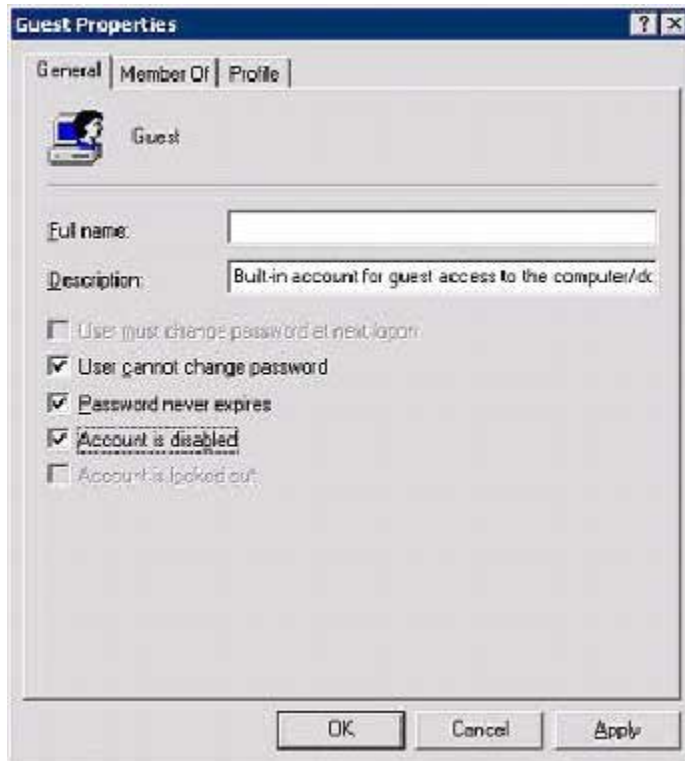 Guest Properties
General Member Of Profile
Guest
Full name:
Description: Built-in account for guest access to the computer/dc
User must change password at next logon
User cannot change password
Password never expires
Account is disabled
Account is locked out
OK Cancel Apply